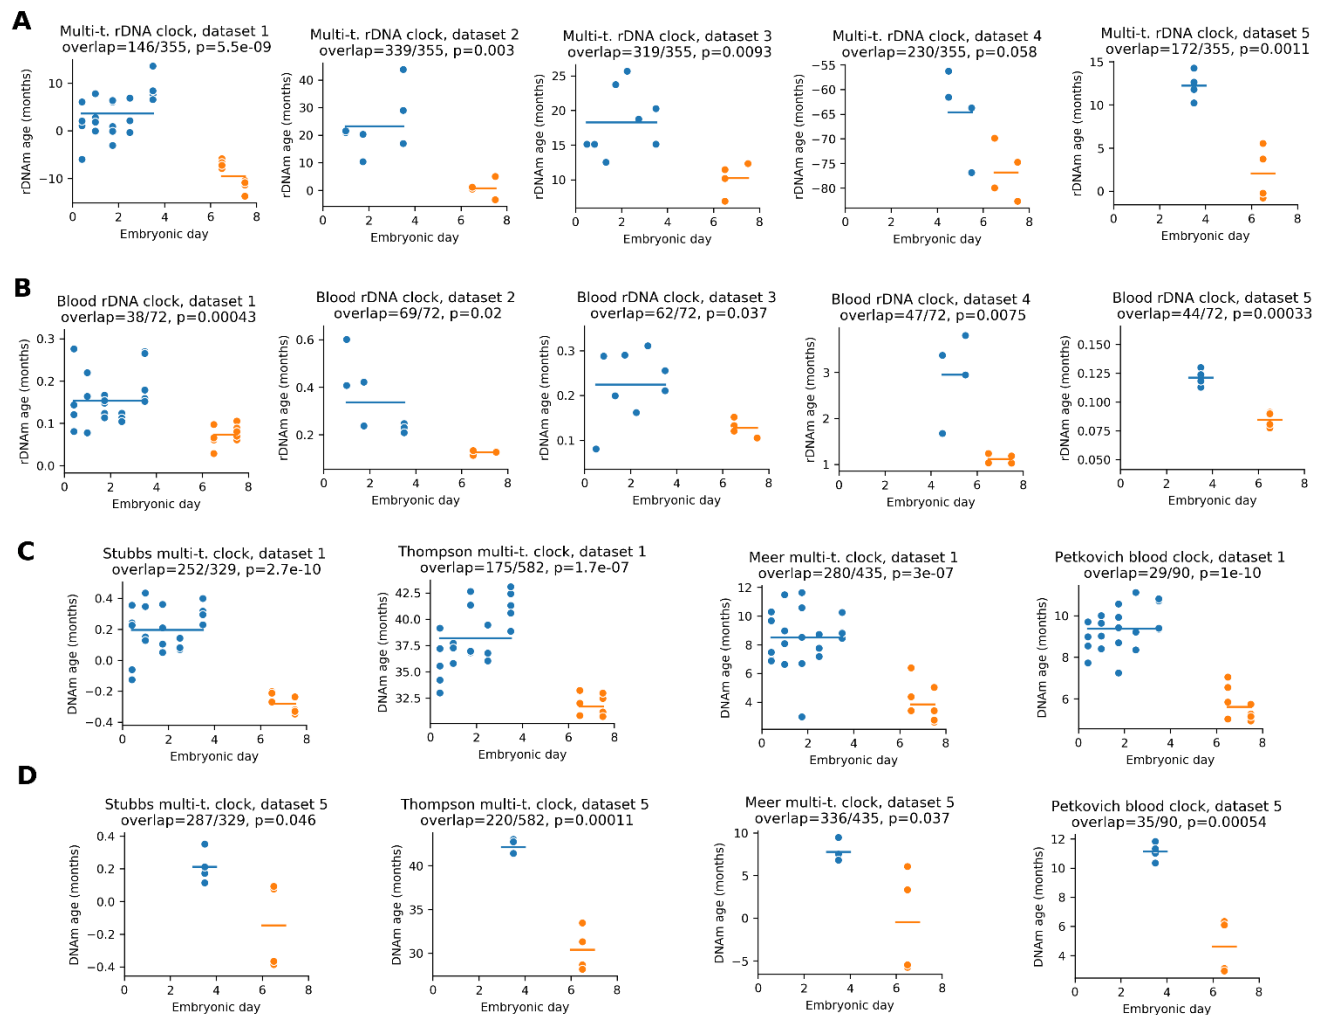 A
Multi-t. rDNA clock, dataset 1
overlap=146/355, p=5.5e-09
rDNAm age (months)
10
0
−10
0 2 4 6 8
Embryonic day
Multi-t. rDNA clock, dataset 2
overlap=339/355, p=0.003
rDNAm age (months)
40
30
20
10
0
0 2 4 6 8
Embryonic day
Multi-t. rDNA clock, dataset 3
overlap=319/355, p=0.0093
rDNAm age (months)
25
20
15
10
0 2 4 6 8
Embryonic day
Multi-t. rDNA clock, dataset 4
overlap=230/355, p=0.058
rDNAm age (months)
−55
−60
−65
−70
−75
−80
0 2 4 6 8
Embryonic day
Multi-t. rDNA clock, dataset 5
overlap=172/355, p=0.0011
rDNAm age (months)
15
10
5
0
0 2 4 6 8
Embryonic day
B
Blood rDNA clock, dataset 1
overlap=38/72, p=0.00043
rDNAm age (months)
0.3
0.2
0.1
0.0
0 2 4 6 8
Embryonic day
Blood rDNA clock, dataset 2
overlap=69/72, p=0.02
rDNAm age (months)
0.6
0.4
0.2
0 2 4 6 8
Embryonic day
Blood rDNA clock, dataset 3
overlap=62/72, p=0.037
rDNAm age (months)
0.3
0.2
0.1
0 2 4 6 8
Embryonic day
Blood rDNA clock, dataset 4
overlap=47/72, p=0.0075
rDNAm age (months)
3
2
1
0 2 4 6 8
Embryonic day
Blood rDNA clock, dataset 5
overlap=44/72, p=0.00033
rDNAm age (months)
0.150
0.125
0.100
0.075
0.050
0 2 4 6 8
Embryonic day
C
Stubbs multi-t. clock, dataset 1
overlap=252/329, p=2.7e-10
DNAm age (months)
0.4
0.2
0.0
−0.2
−0.4
0 2 4 6 8
Embryonic day
Thompson multi-t. clock, dataset 1
overlap=175/582, p=1.7e-07
DNAm age (months)
42.5
40.0
37.5
35.0
32.5
0 2 4 6 8
Embryonic day
Meer multi-t. clock, dataset 1
overlap=280/435, p=3e-07
DNAm age (months)
12
10
8
6
4
0 2 4 6 8
Embryonic day
Petkovich blood clock, dataset 1
overlap=29/90, p=1e-10
DNAm age (months)
10
8
6
0 2 4 6 8
Embryonic day
D
Stubbs multi-t. clock, dataset 5
overlap=287/329, p=0.046
DNAm age (months)
0.4
0.2
0.0
−0.2
−0.4
0 2 4 6 8
Embryonic day
Thompson multi-t. clock, dataset 5
overlap=220/582, p=0.00011
DNAm age (months)
40
35
30
0 2 4 6 8
Embryonic day
Meer multi-t. clock, dataset 5
overlap=336/435, p=0.037
DNAm age (months)
10
5
0
−5
0 2 4 6 8
Embryonic day
Petkovich blood clock, dataset 5
overlap=35/90, p=0.00054
DNAm age (months)
12
10
8
6
4
0 2 4 6 8
Embryonic day